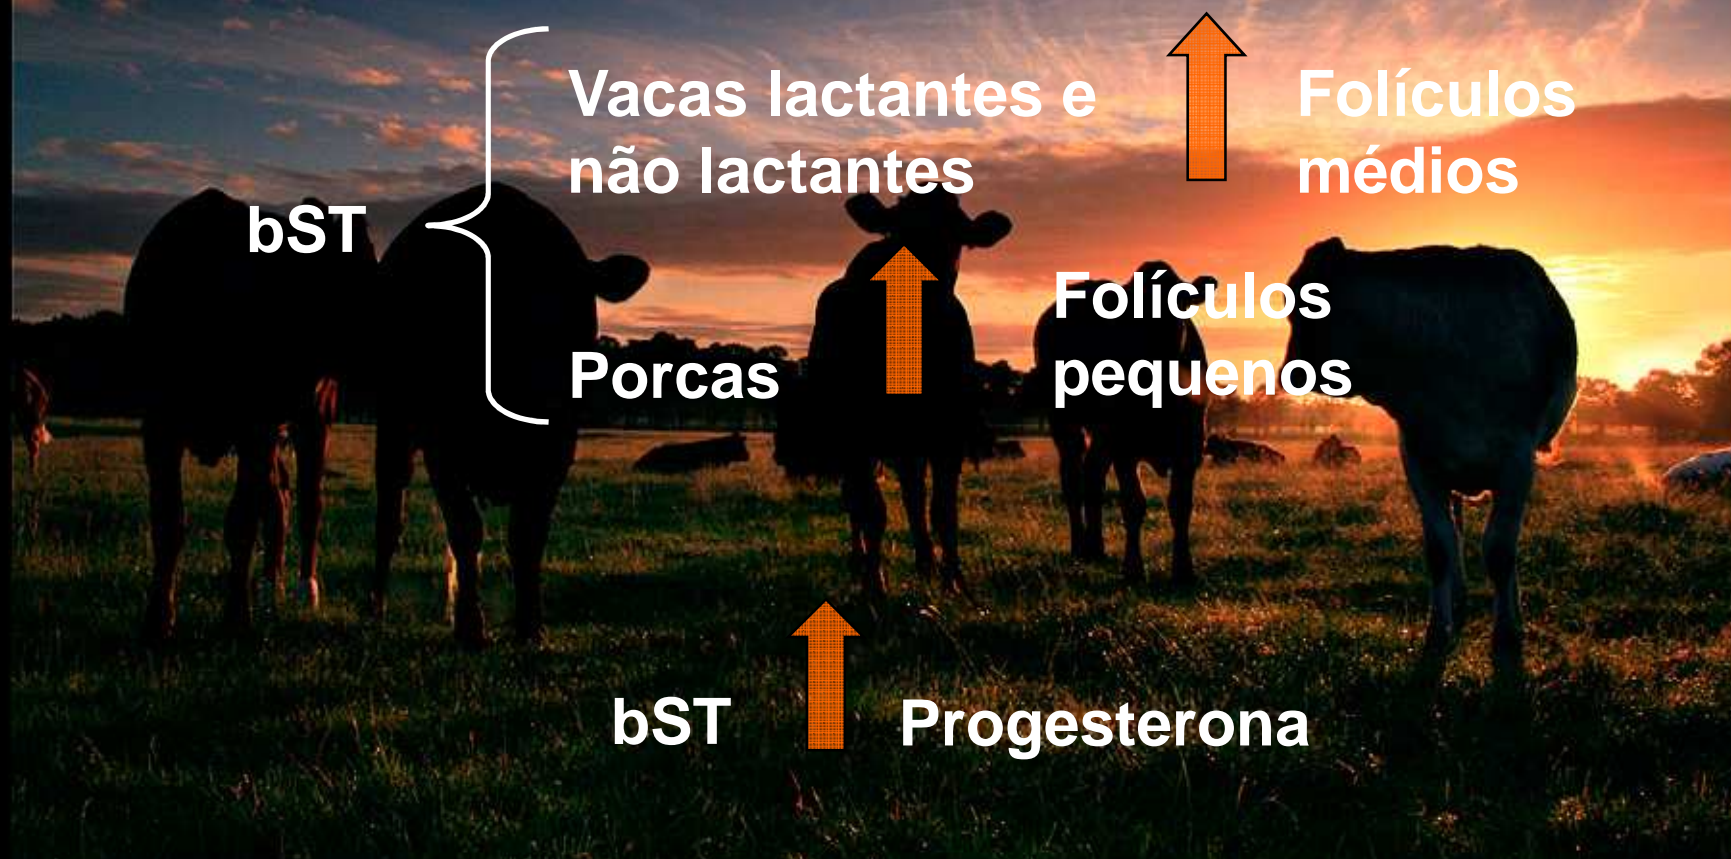 Vacas lactantes e
não lactantes
Folículos
médios
bST
Porcas
Folículos
pequenos
bST
Progesterona